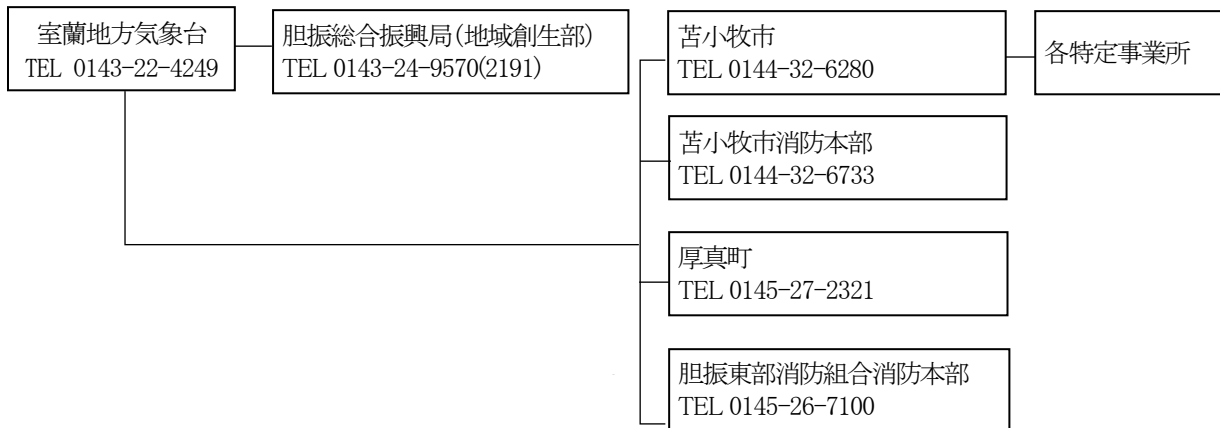 室蘭地方気象台
TEL 0143-22-4249
胆振総合振興局(地域創生部)
TEL 0143-24-9570(2191)
苫小牧市
TEL 0144-32-6280
各特定事業所
苫小牧市消防本部
TEL 0144-32-6733
厚真町
TEL 0145-27-2321
胆振東部消防組合消防本部
TEL 0145-26-7100